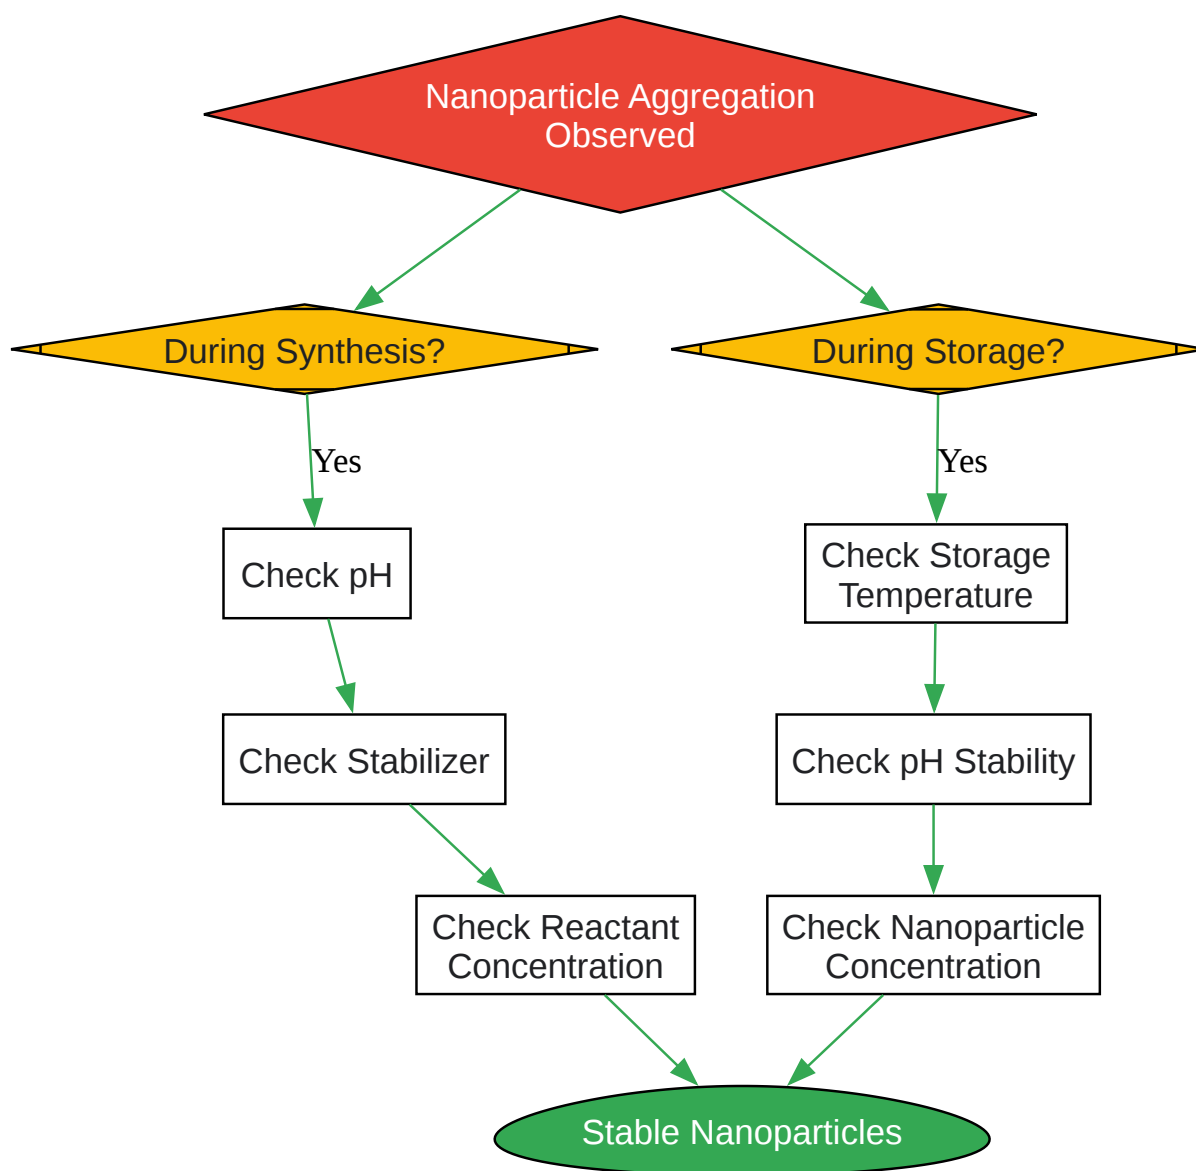 Nanoparticle Aggregation
Observed
During Synthesis?
During Storage?
Yes
Yes
Check pH
Check Storage
Temperature
Check Stabilizer
Check pH Stability
Check Reactant
Concentration
Check Nanoparticle
Concentration
Stable Nanoparticles